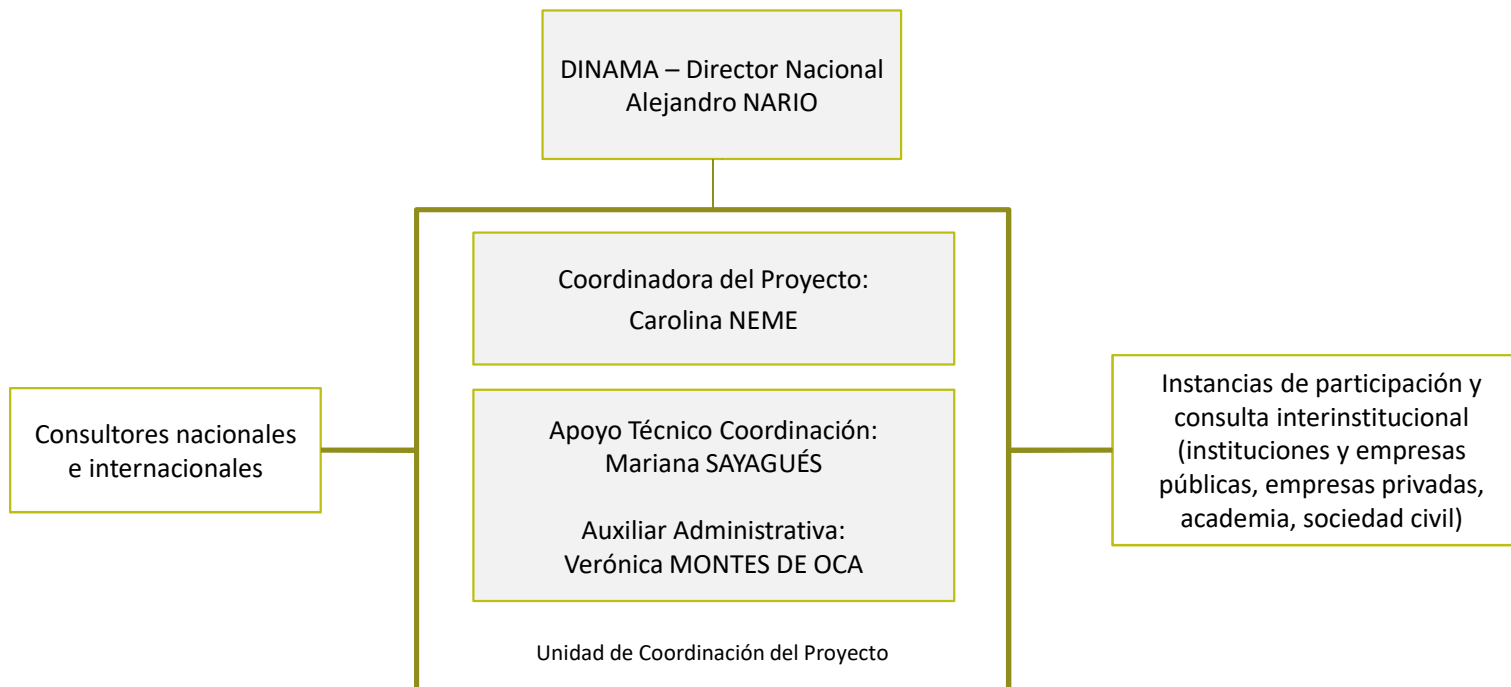 DINAMA – Director Nacional
Alejandro NARIO
Coordinadora del Proyecto:
Carolina NEME
Apoyo Técnico Coordinación:
Mariana SAYAGUÉS
Auxiliar Administrativa:
Verónica MONTES DE OCA
Unidad de Coordinación del Proyecto
Consultores nacionales
e internacionales
Instancias de participación y
consulta interinstitucional
(instituciones y empresas
públicas, empresas privadas,
academia, sociedad civil)